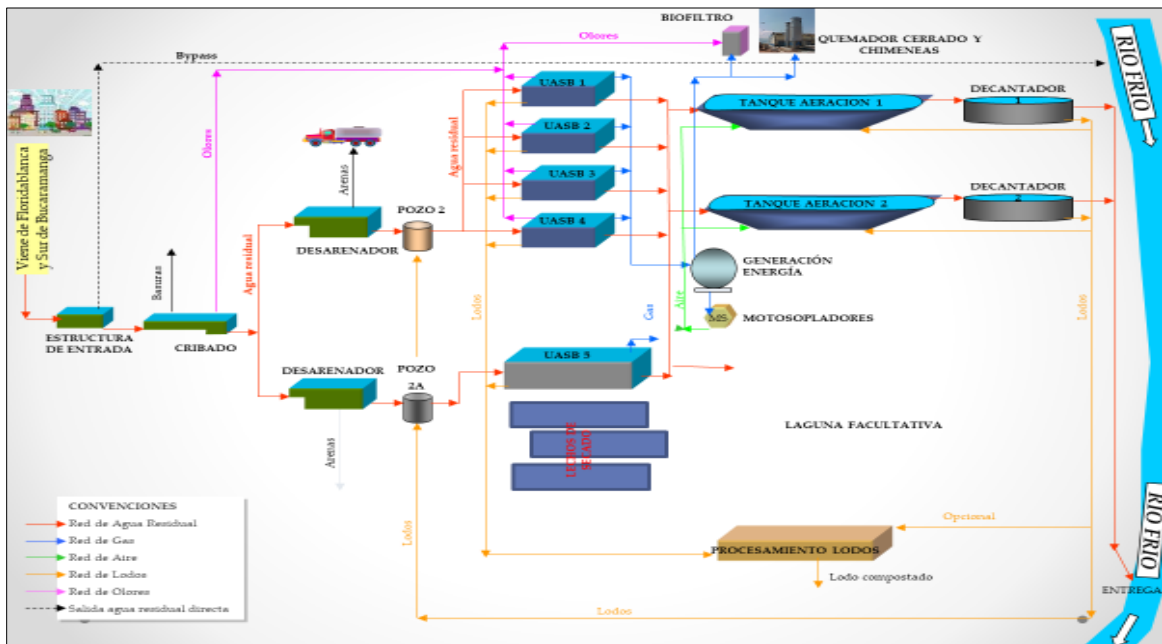 BIOFILTRO
QUEMADOR CERRADO Y
CHIMENEAS
Olores
Bypass
RIO FRIO
UASB 1
TANQUE AERACION 1
DECANTADOR
1
UASB 2
Olores
Arenas
Agua residual
Viene de Floridablanca
y Sur de Bucaramanga
UASB 3
POZO 2
TANQUE AERACION 2
DECANTADOR
2
UASB 4
DESARENADOR
Basuras
Agua residual
GENERACIÓN
ENERGÍA
Aire
Lodos
Lodos
Gas
MS
MOTOSOPLADORES
ESTRUCTURA
DE ENTRADA
CRIBADO
UASB 5
DESARENADOR
POZO
2A
Arenas
LECHOS DE
SECADO
LAGUNA FACULTATIVA
CONVENCIONES
Red de Agua Residual
Red de Gas
Red de Aire
Red de Lodos
Red de Olores
Salida agua residual directa
Lodos
Opcional
PROCESAMIENTO LODOS
Lodo compostado
RIO FRIO
ENTREGA
Lodos